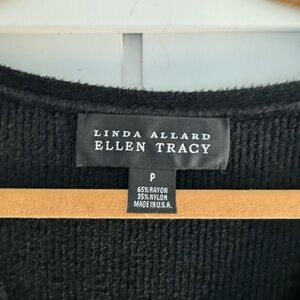 LINDA ALLARD
ELLEN TRACY
P
65% RAYON
35% NYLON
MADE IN U.S.A.